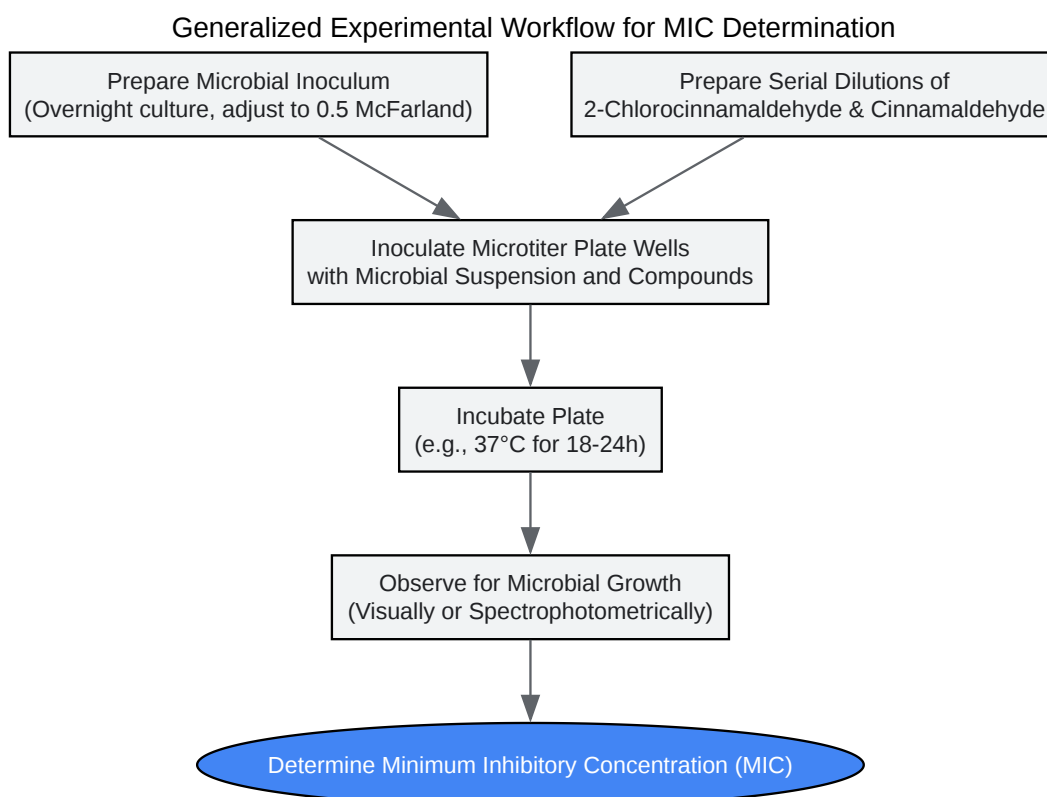 Generalized Experimental Workflow for MIC Determination
Prepare Microbial Inoculum
(Overnight culture, adjust to 0.5 McFarland)
Prepare Serial Dilutions of
2-Chlorocinnamaldehyde & Cinnamaldehyde
Inoculate Microtiter Plate Wells
with Microbial Suspension and Compounds
Incubate Plate
(e.g., 37°C for 18-24h)
Observe for Microbial Growth
(Visually or Spectrophotometrically)
Determine Minimum Inhibitory Concentration (MIC)